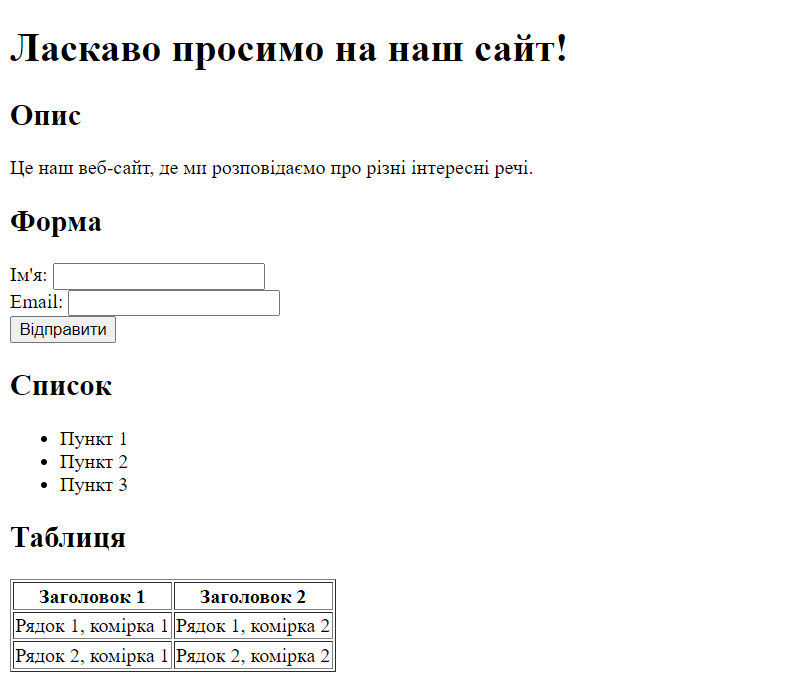 Ласкаво просимо на наш сайт!
Опис
Це наш веб-сайт, де ми розповідаємо про різні інтересні речі.
Форма
Ім'я:
Email:
Відправити
Список
Пункт 1
Пункт 2
Пункт 3
Таблиця
Заголовок 1 Заголовок 2
Рядок 1, комірка 1 Рядок 1, комірка 2
Рядок 2, комірка 1 Рядок 2, комірка 2